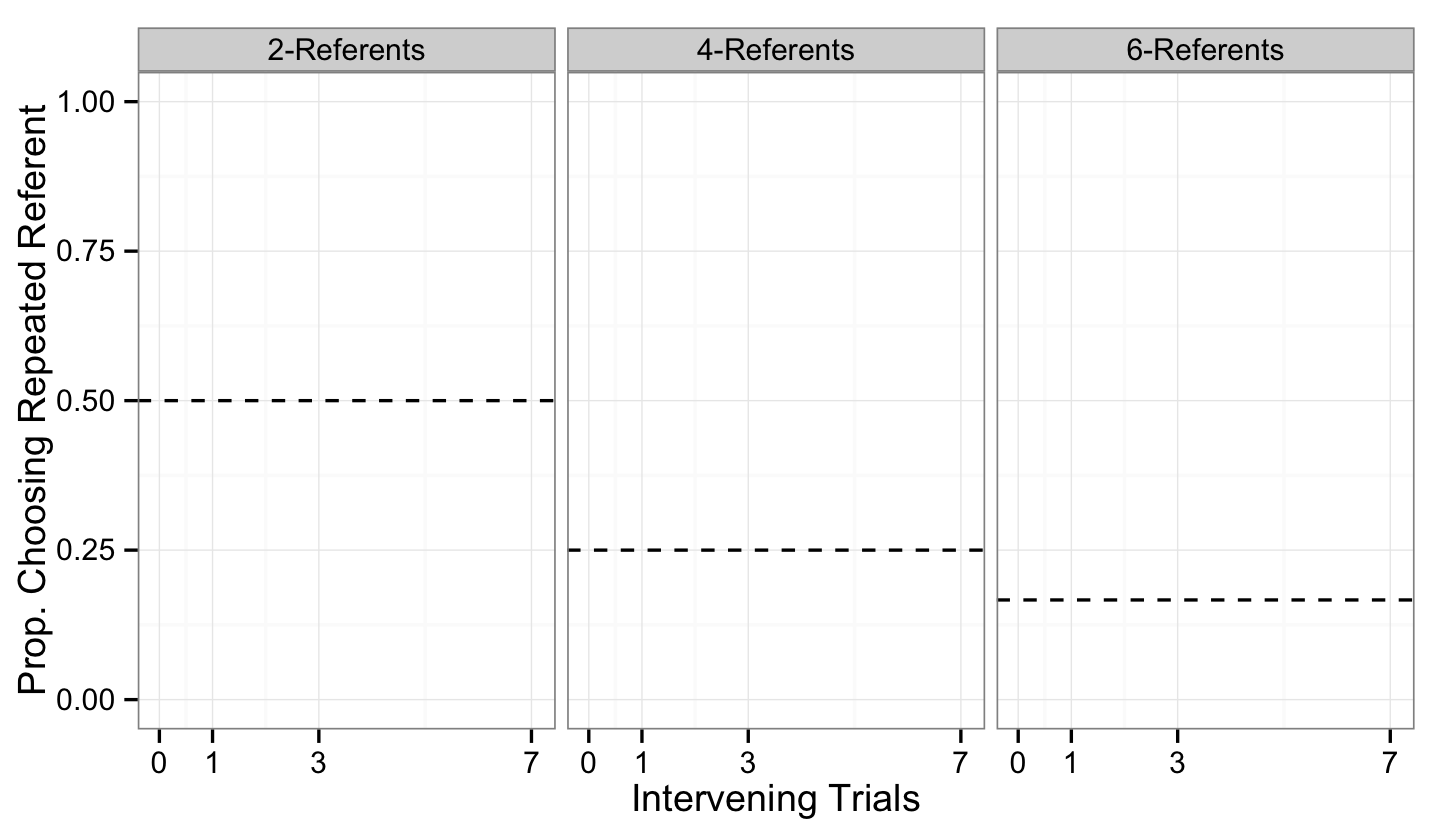 2-Referents
4-Referents
6-Referents
Prop. Choosing Repeated Referent
1.00
0.75
0.50
0.25
0.00
0 1 3 7
0 1 3 7
0 1 3 7
Intervening Trials